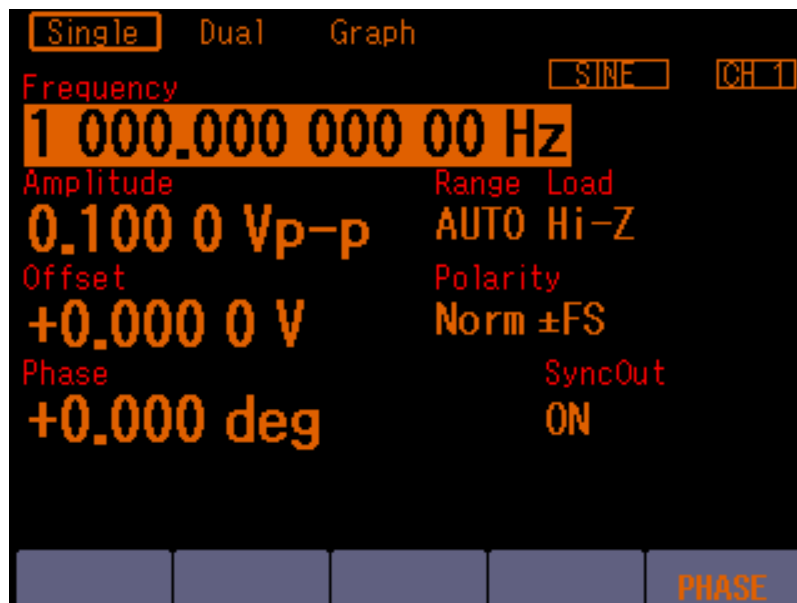 Single Dual Graph
SINE CH 1
Frequency
1 000.000 000 00 Hz
Amplitude Range Load
0.100 0 Vp-p AUTO Hi-Z
Offset Polarity
+0.000 0 V Norm ±FS
Phase SyncOut
+0.000 deg ON
PHASE